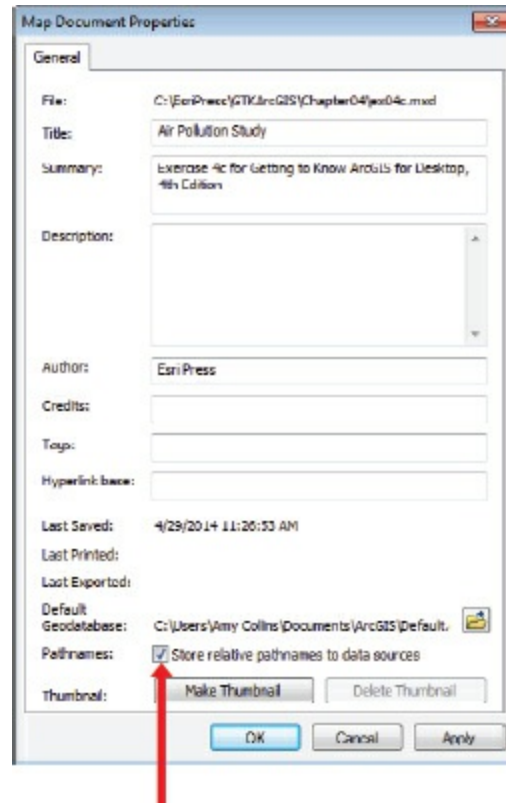 Map Document Properties
General
File: C:\EsriPress\GTKArcGIS\Chapter04\ex04c.mxd
Title: Air Pollution Study
Summary: Exercise 4c for Getting to Know ArcGIS for Desktop,
4th Edition
Description:
Author: Esri Press
Credits:
Tags:
Hyperlink base:
Last Saved: 4/29/2014 11:26:53 AM
Last Printed:
Last Exported:
Default
Geodatabase: C:\Users\Amy Collins\Documents\ArcGIS\Default.
Pathnames: Store relative pathnames to data sources
Thumbnail: Make Thumbnail Delete Thumbnail
OK Cancel Apply